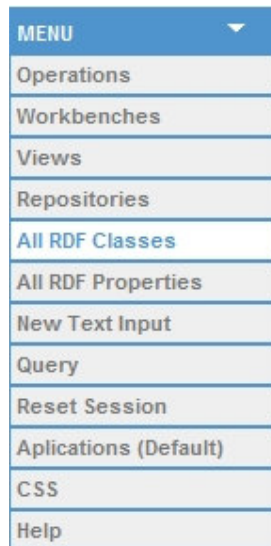 MENU
Operations
Workbenches
Views
Repositories
All RDF Classes
All RDF Properties
New Text Input
Query
Reset Session
Aplications (Default)
CSS
Help